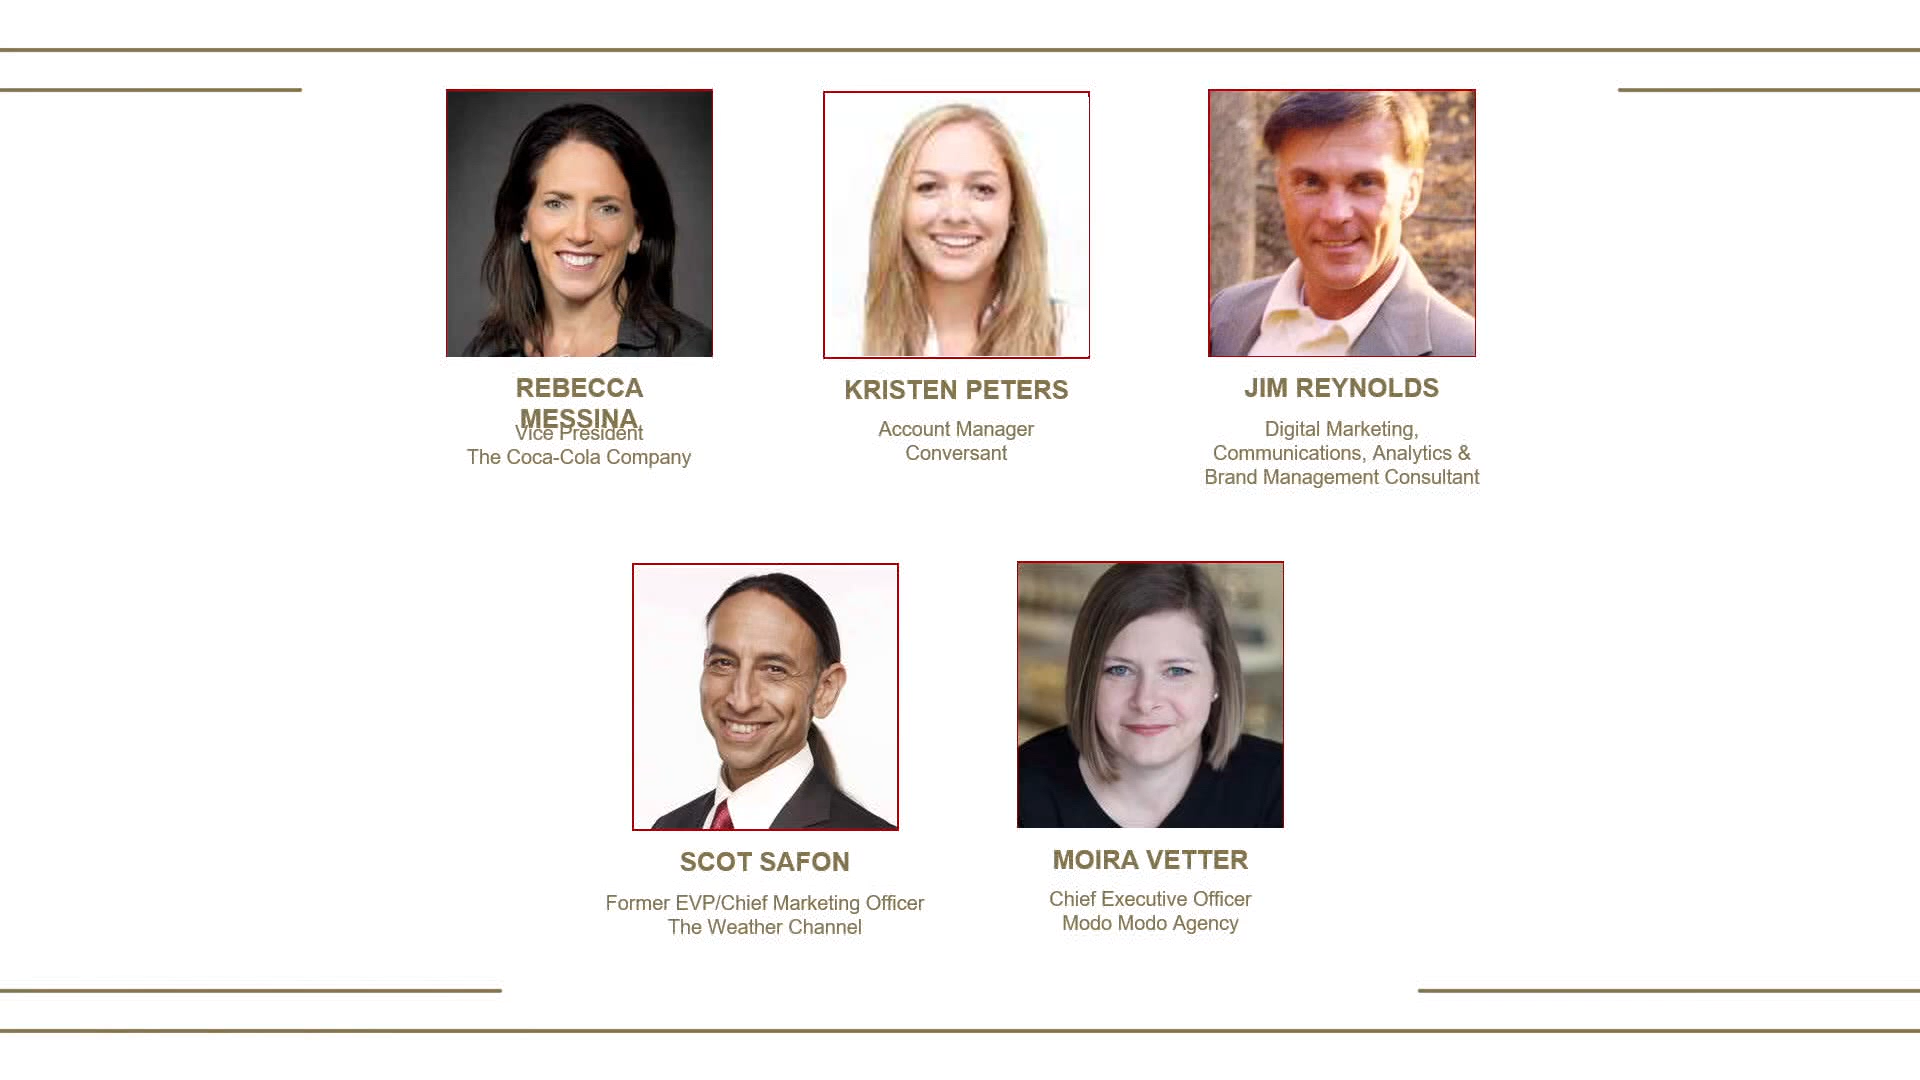 REBECCA
MESSINA
Vice President
The Coca-Cola Company
KRISTEN PETERS
Account Manager
Conversant
JIM REYNOLDS
Digital Marketing,
Communications, Analytics &
Brand Management Consultant
SCOT SAFON
Former EVP/Chief Marketing Officer
The Weather Channel
MOIRA VETTER
Chief Executive Officer
Modo Modo Agency